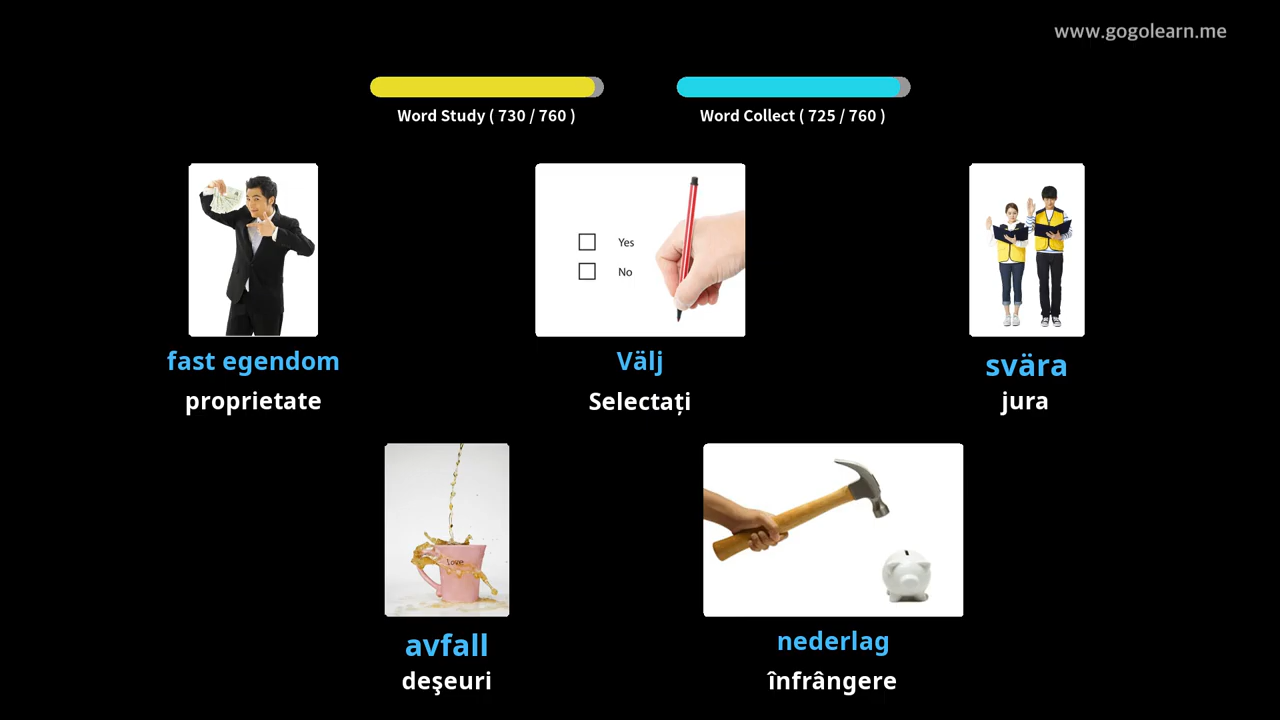 www.gogolearn.me
Word Study ( 730 / 760 )
Word Collect ( 725 / 760 )
Yes
No
fast egendom
Välj
svära
proprietate
Selectați
jura
love
avfall
nederlag
deşeuri
înfrângere